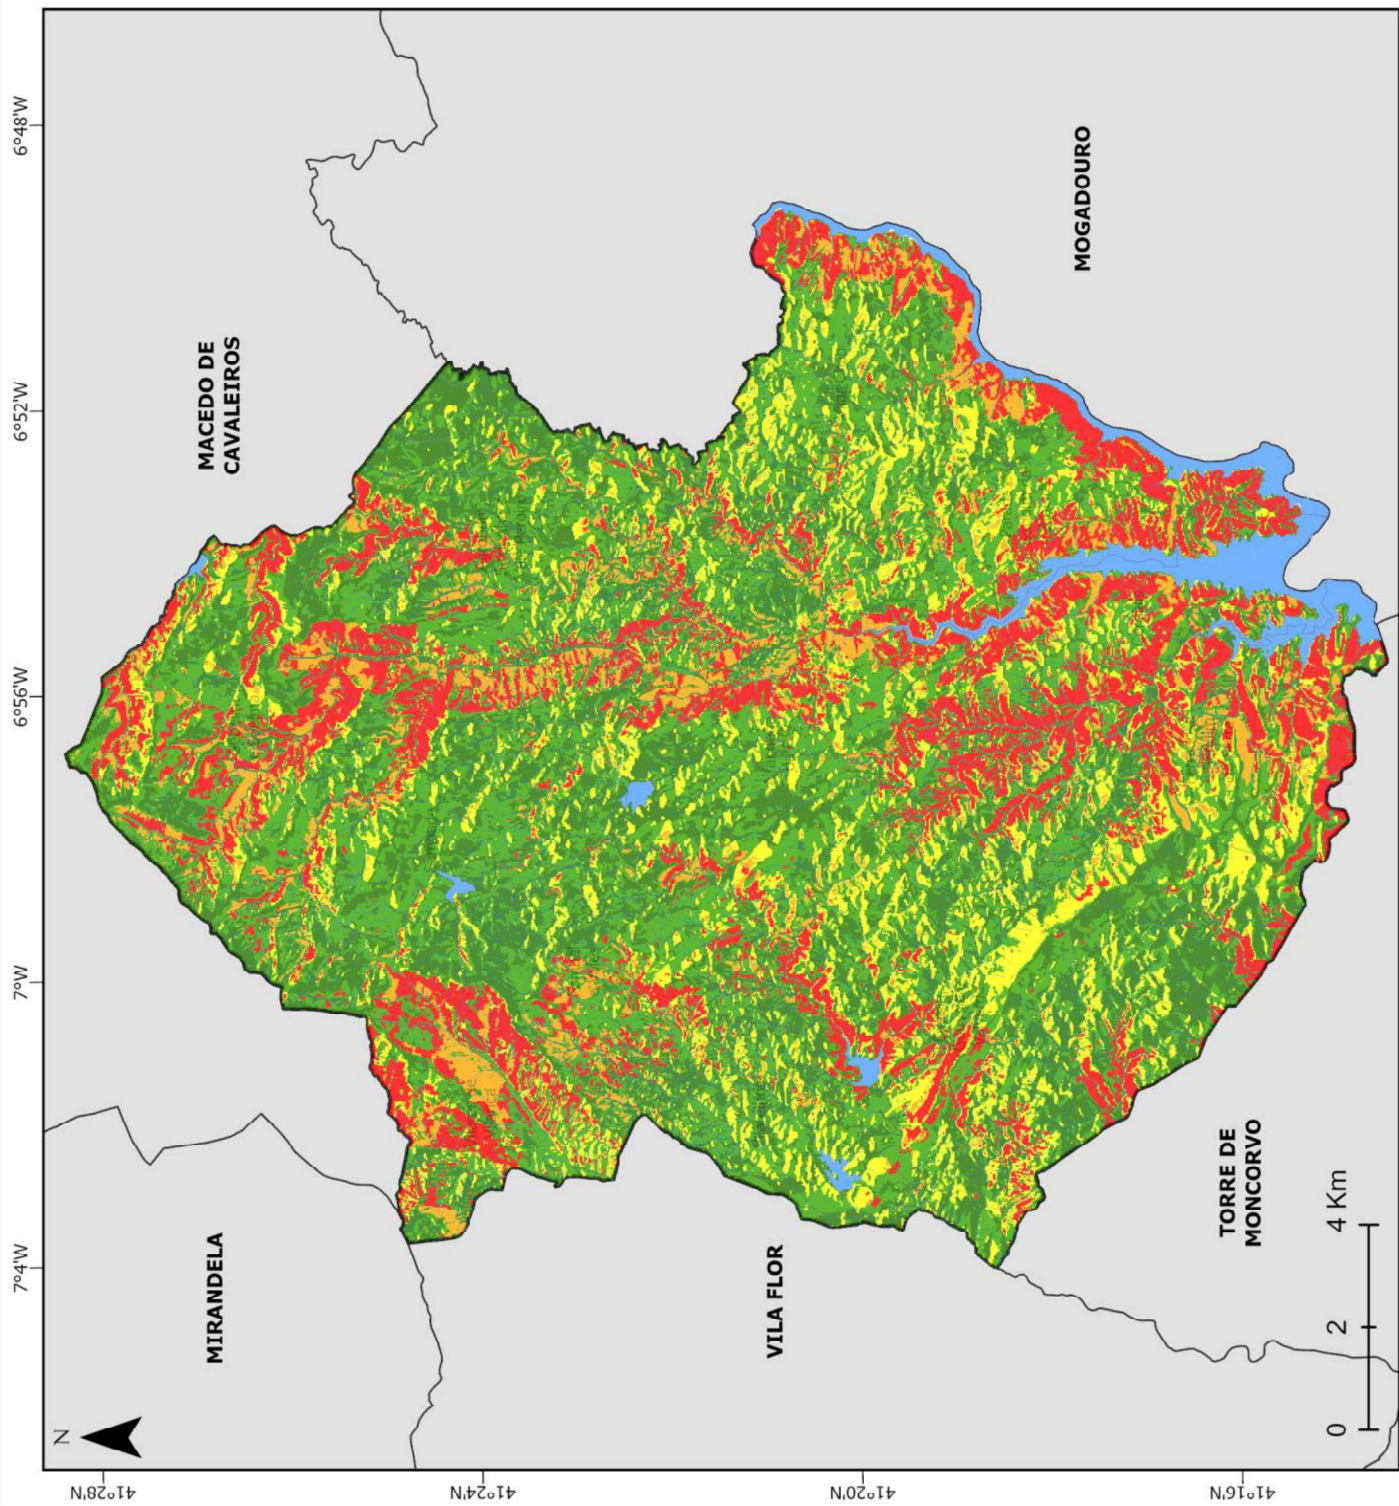 N
41°28'N
41°24'N
41°20'N
41°16'N
7°4'W
7°W
6°56'W
6°52'W
6°48'W
MIRANDELA
MACEDO DE
CAVALEIROS
VILA FLOR
MOGADOURO
TORRE DE
MONCORVO
0 2 4 Km